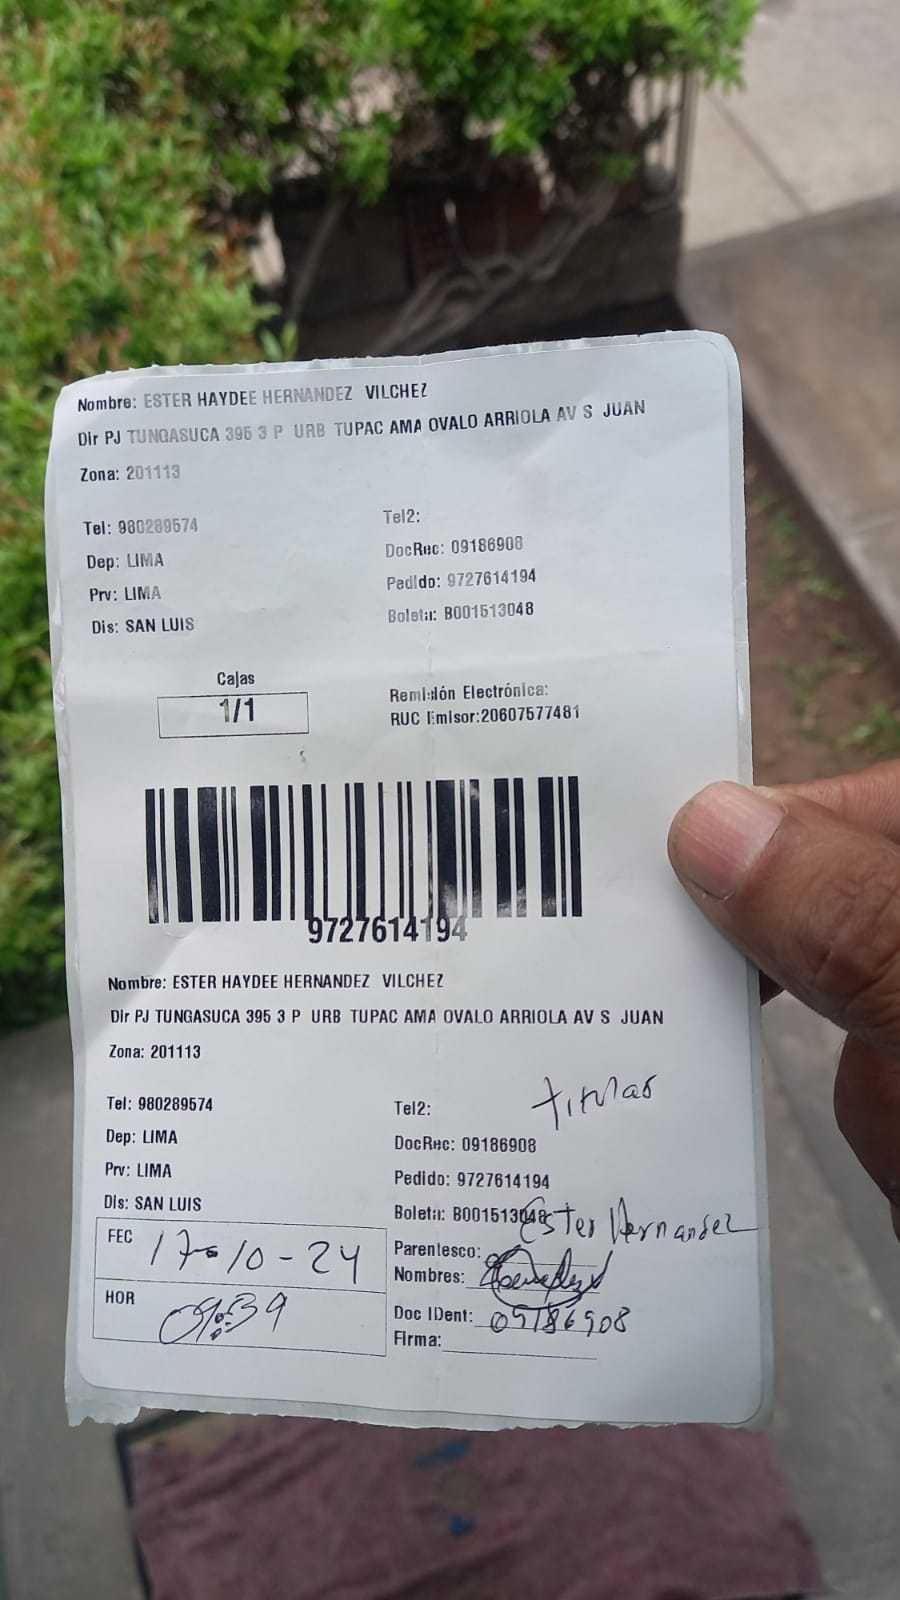 Nombre: ESTER HAYDEE HERNANDEZ VILCHEZ
Dir PJ TUNGASUCA 395 3 P URB TUPAC AMA OVALO ARRIOLA AV S JUAN
Zona: 201113
Tel: 980289574
Tel2:
Dep: LIMA
DocRec: 09186908
Prv: LIMA
Pedido: 9727614194
Dis: SAN LUIS
Boleta: B001513048
Cajas
1/1
Remisión Electrónica:
RUC Emisor:20607577481
9727614194
Nombre: ESTER HAYDEE HERNANDEZ VILCHEZ
Dir PJ TUNGASUCA 395 3 P URB TUPAC AMA OVALO ARRIOLA AV S JUAN
Zona: 201113
titular
Tel: 980289574
Tel2:
Dep: LIMA
DocRec: 09186908
Prv: LIMA
Pedido: 9727614194
Dis: SAN LUIS
Boleta: B001513048
Ester Hernandez
FEC 17-10-24
Parentesco:
Nombres:
HOR 09:39
Doc IDent: 09186908
Firma: